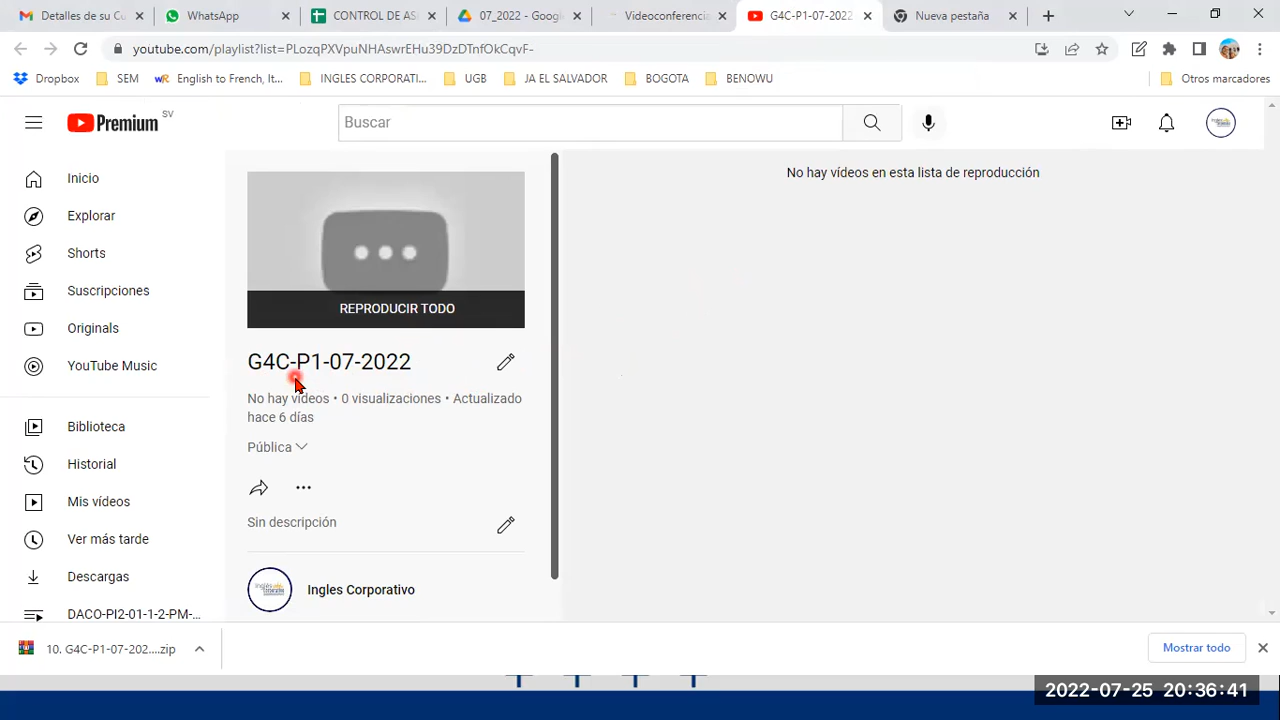 Detalles de su Cu
WhatsApp
CONTROL DE ASI
07_2022 - Google
Videoconferencia
G4C-P1-07-2022
Nueva pestaña
youtube.com/playlist?list=PLozqPXVpuNHAswrEHu39DzDTnfOkCqvF-
Dropbox
SEM
English to French, It...
INGLES CORPORATI...
UGB
JA EL SALVADOR
BOGOTA
BENOWU
Otros marcadores
Premium SV
Buscar
Inicio
Explorar
Shorts
Suscripciones
Originals
YouTube Music
Biblioteca
Historial
Mis vídeos
Ver más tarde
Descargas
DACO-PI2-01-1-2-PM-...
REPRODUCIR TODO
G4C-P1-07-2022
No hay vídeos • 0 visualizaciones • Actualizado
hace 6 días
Pública
Sin descripción
Ingles Corporativo
No hay vídeos en esta lista de reproducción
10. G4C-P1-07-202....zip
Mostrar todo
2022-07-25 20:36:41